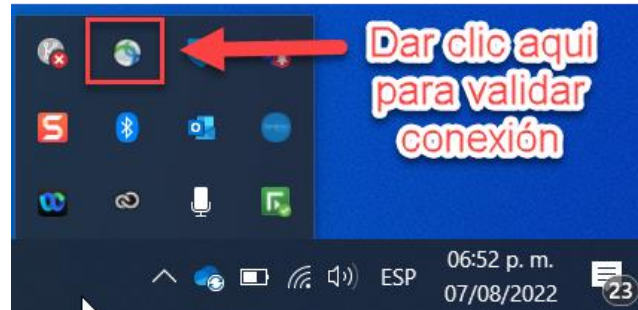 Dar clic aqui
para validar
conexión
ESP
06:52 p. m.
07/08/2022
23